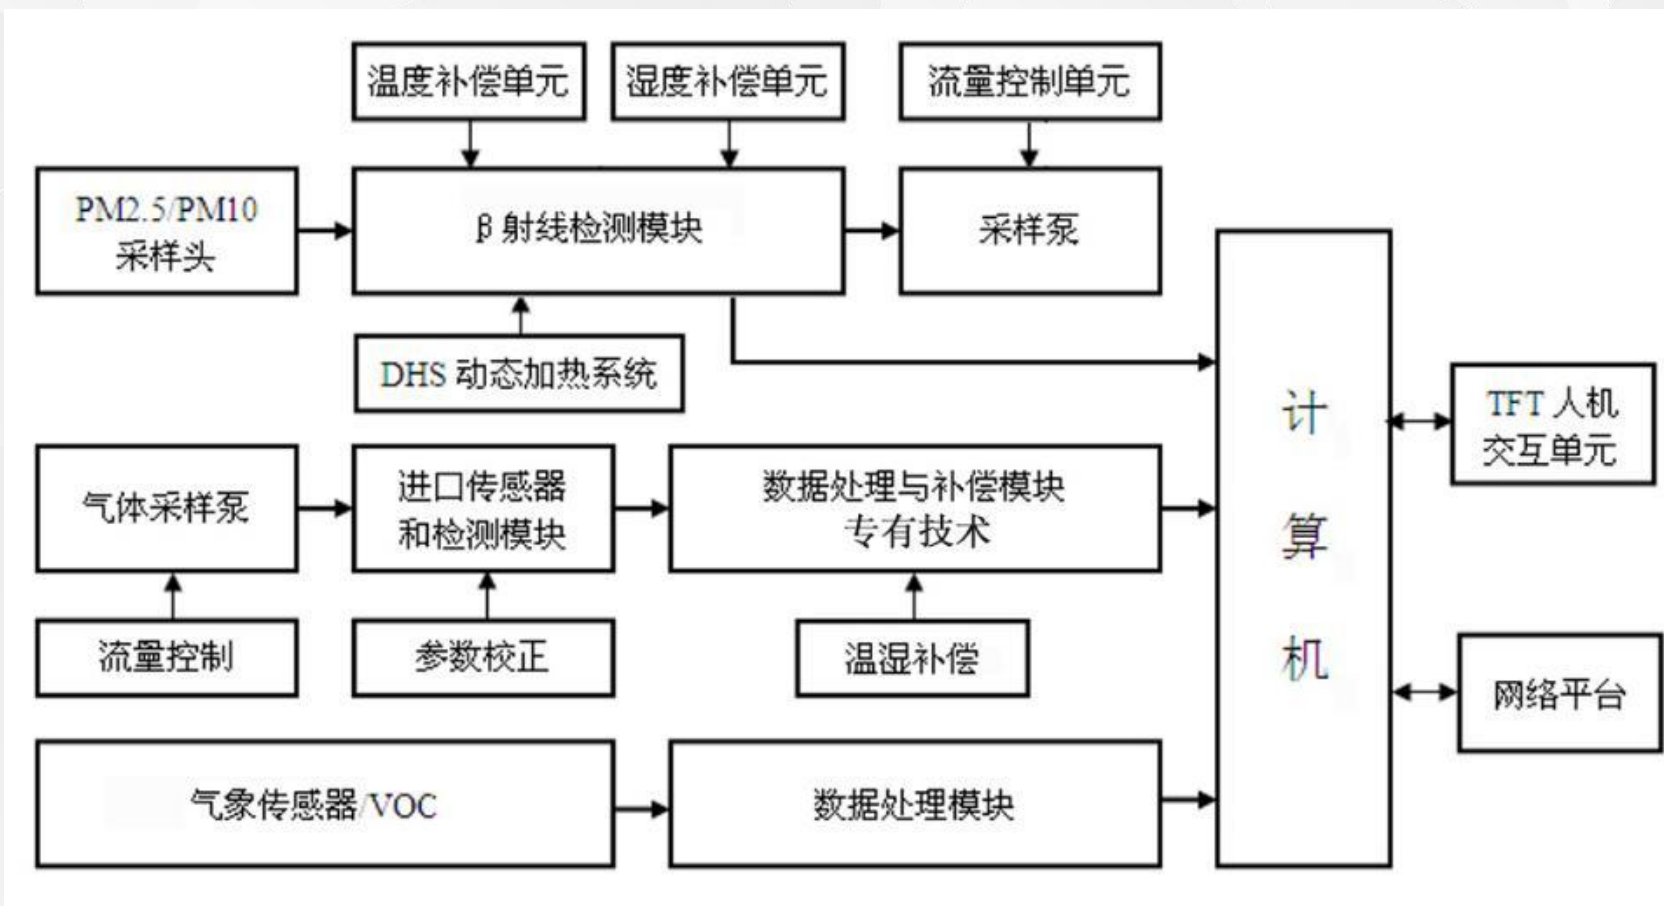 温度补偿单元
湿度补偿单元
流量控制单元
PM2.5/PM10
采样头
β射线检测模块
采样泵
DHS 动态加热系统
气体采样泵
进口传感器
和检测模块
数据处理与补偿模块
专有技术
流量控制
参数校正
温湿补偿
气象传感器/VOC
数据处理模块
计
算
机
TFT 人机
交互单元
网络平台